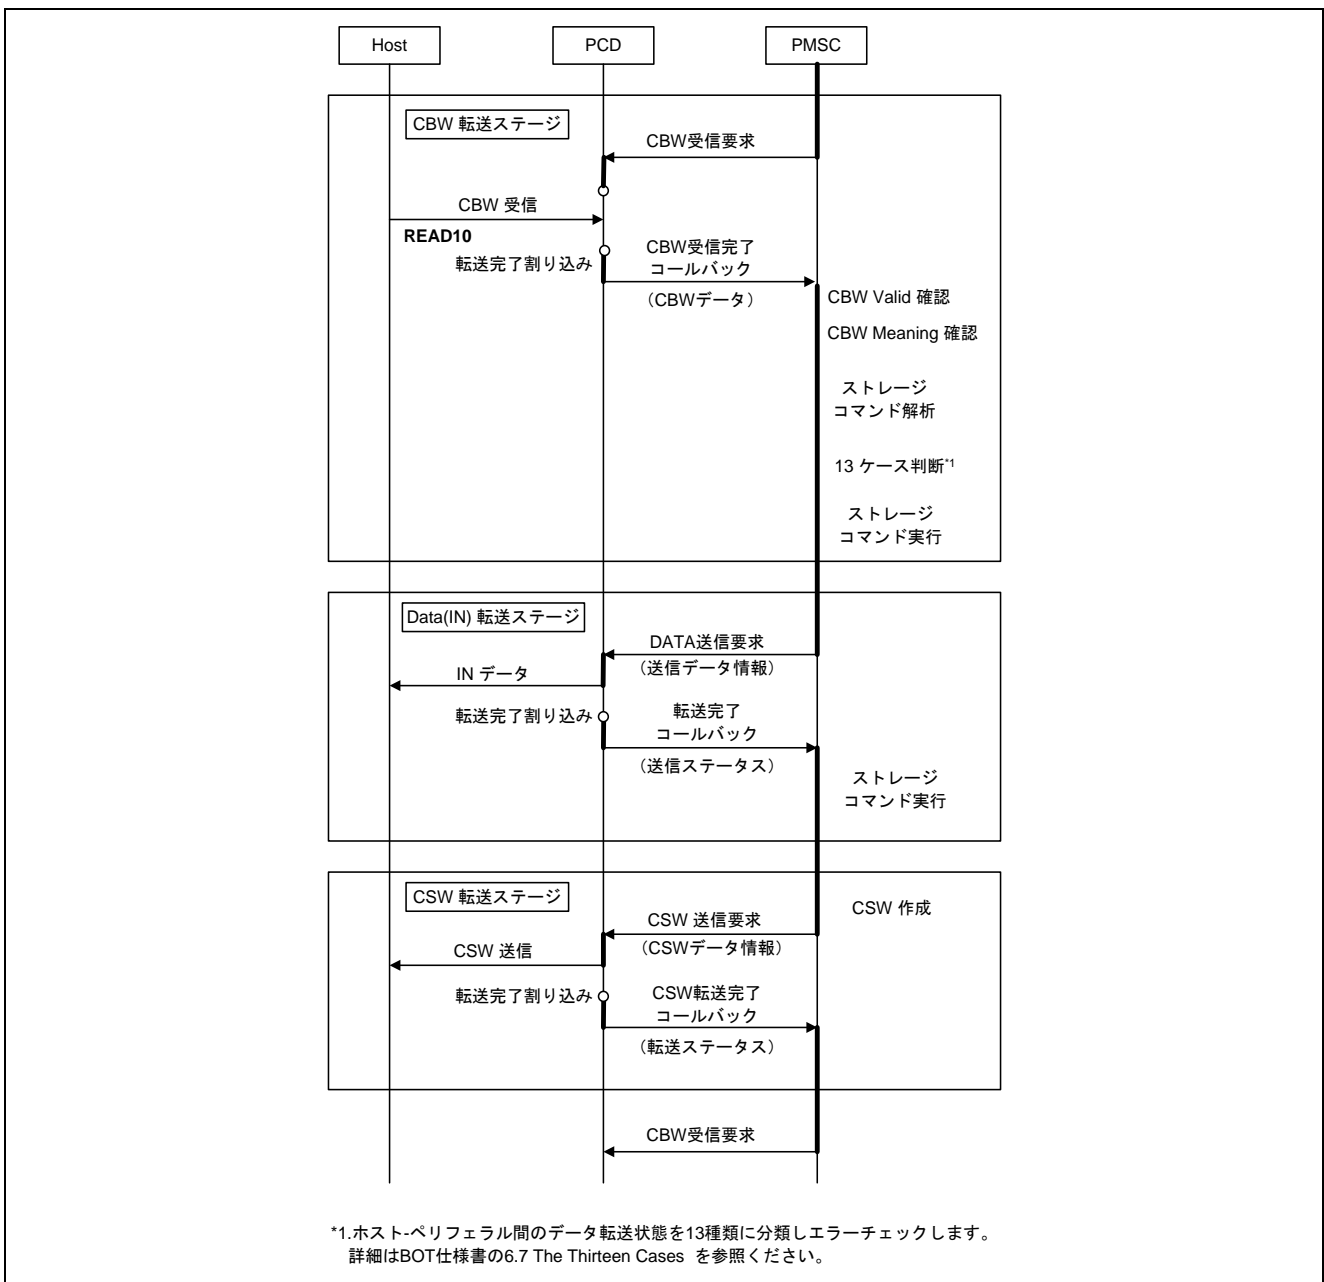 Host
PCD
PMSC
CBW 転送ステージ
CBW受信要求
CBW 受信
READ10
転送完了割り込み
CBW受信完了
コールバック
（CBWデータ）
CBW Valid 確認
CBW Meaning 確認
ストレージ
コマンド解析
13 ケース判断*1
ストレージ
コマンド実行
Data(IN) 転送ステージ
DATA送信要求
（送信データ情報）
IN データ
転送完了割り込み
転送完了
コールバック
（送信ステータス）
ストレージ
コマンド実行
CSW 転送ステージ
CSW 作成
CSW 送信要求
（CSWデータ情報）
CSW 送信
転送完了割り込み
CSW転送完了
コールバック
（転送ステータス）
CBW受信要求
*1.ホスト-ペリフェラル間のデータ転送状態を13種類に分類しエラーチェックします。
詳細はBOT仕様書の6.7 The Thirteen Cases を参照ください。